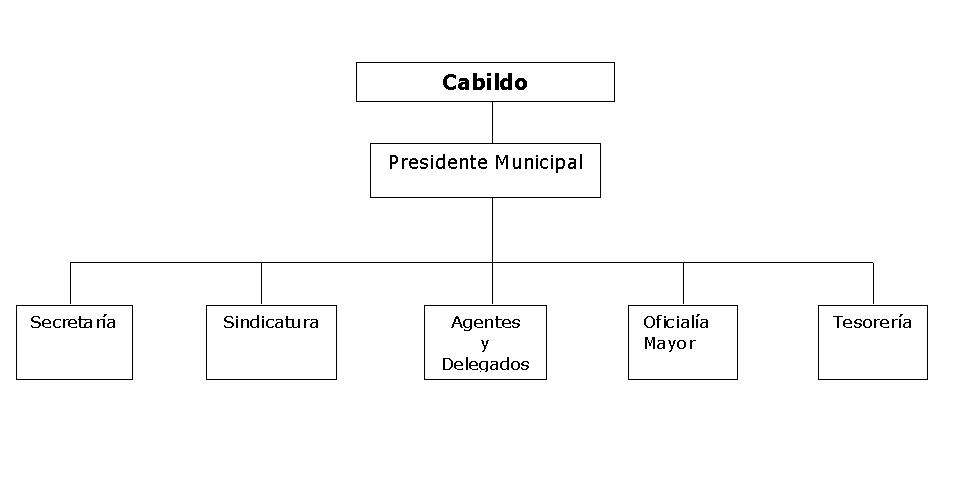 Cabildo
Presidente Municipal
Secretaría
Sindicatura
Agentes
y
Delegados
Oficialía
Mayor
Tesorería